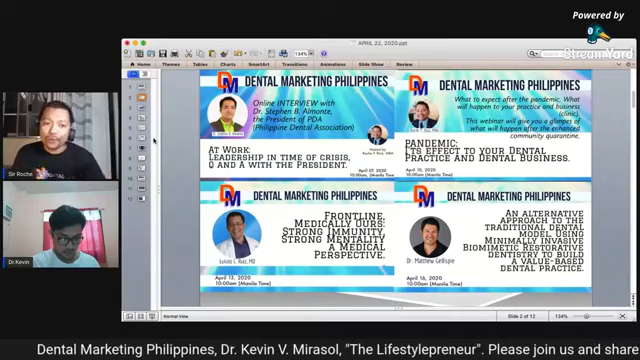 Powered by
StreamYard
APRIL 22, 2020.ppt
134%
Home
Themes
Tables
Charts
SmartArt
Transitions
Animations
DM DENTAL MARKETING PHILIPPINES
Online INTERVIEW with
Dr. Stephen B. Almonte,
the President of PDA
(Philippine Dental Association)
AT WORK:
LEADERSHIP IN TIME OF CRISIS,
Q AND A WITH THE PRESIDENT.
April 07, 2020
10:00am, (Manila Time)
DM DENTAL MARKETING PHILIPPINES
What to expect after the pandemic. What
will happen to your practice and business
(clinic).
This webinar will give you a glimpse of
what will happen after the enhanced
community quarantine.
PANDEMIC:
ITS EFFECT TO YOUR DENTAL
PRACTICE AND DENTAL BUSINESS.
April 10, 2020
10:00am (Manila Time)
DM DENTAL MARKETING PHILIPPINES
FRONTLINE,
MEDICALLY OURS:
STRONG IMMUNITY,
STRONG MENTALITY
A MEDICAL
PERSPECTIVE.
April 13, 2020
10:00am (Manila Time)
DM DENTAL MARKETING PHILIPPINES
AN ALTERNATIVE
APPROACH TO THE
TRADITIONAL DENTAL
MODEL USING
MINIMALLY INVASIVE
BIOMIMETIC RESTORATIVE
DENTISTRY TO BUILD
A VALUE-BASED
DENTAL PRACTICE.
Dr. Matthew Gillispie
April 16, 2020
10:00am (Manila Time)
Sir Roche
Dr.Kevin
Normal View
Slide 2 of 12
134%
Dental Marketing Philippines, Dr. Kevin V. Mirasol, "The Lifestylepreneur". Please join us and share